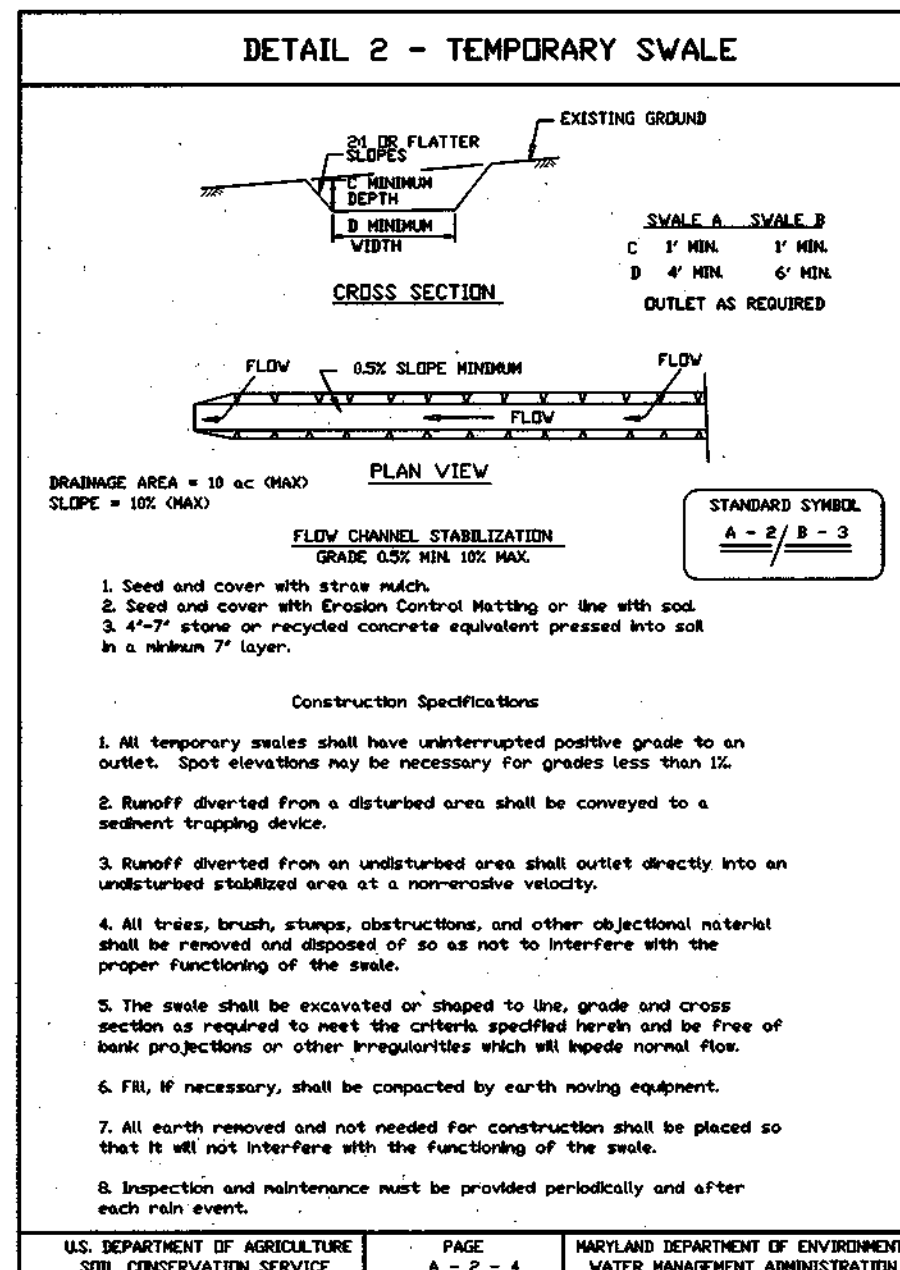 DETAIL 2 - TEMPORARY SWALE
EXISTING GROUND
2:1 OR FLATTER
SLOPES
C MINIMUM
DEPTH
D MINIMUM
WIDTH
CROSS SECTION
SWALE A SWALE B
C 1' MIN. 1' MIN.
D 4' MIN. 6' MIN.
OUTLET AS REQUIRED
FLOW
0.5% SLOPE MINIMUM
FLOW
FLOW
PLAN VIEW
DRAINAGE AREA = 10 ac (MAX)
SLOPE = 10% (MAX)
STANDARD SYMBOL
A - 2 / B - 3
FLOW CHANNEL STABILIZATION
GRADE 0.5% MIN. 10% MAX.
1. Seed and cover with straw mulch.
2. Seed and cover with Erosion Control Matting or line with sod.
3. 4"-7" stone or recycled concrete equivalent pressed into soil
in a minimum 7" layer.
Construction Specifications
1. All temporary swales shall have uninterrupted positive grade to an
outlet. Spot elevations may be necessary for grades less than 1%.
2. Runoff diverted from a disturbed area shall be conveyed to a
sediment trapping device.
3. Runoff diverted from an undisturbed area shall outlet directly into an
undisturbed stabilized area at a non-erosive velocity.
4. All trees, brush, stumps, obstructions, and other objectional material
shall be removed and disposed of so as not to interfere with the
proper functioning of the swale.
5. The swale shall be excavated or shaped to line, grade and cross
section as required to meet the criteria specified herein and be free of
bank projections or other irregularities which will impede normal flow.
6. Fill, if necessary, shall be compacted by earth moving equipment.
7. All earth removed and not needed for construction shall be placed so
that it will not interfere with the functioning of the swale.
8. Inspection and maintenance must be provided periodically and after
each rain event.
U.S. DEPARTMENT OF AGRICULTURE
SOIL CONSERVATION SERVICE
PAGE
A - 2 - 4
MARYLAND DEPARTMENT OF ENVIRONMENT
WATER MANAGEMENT ADMINISTRATION